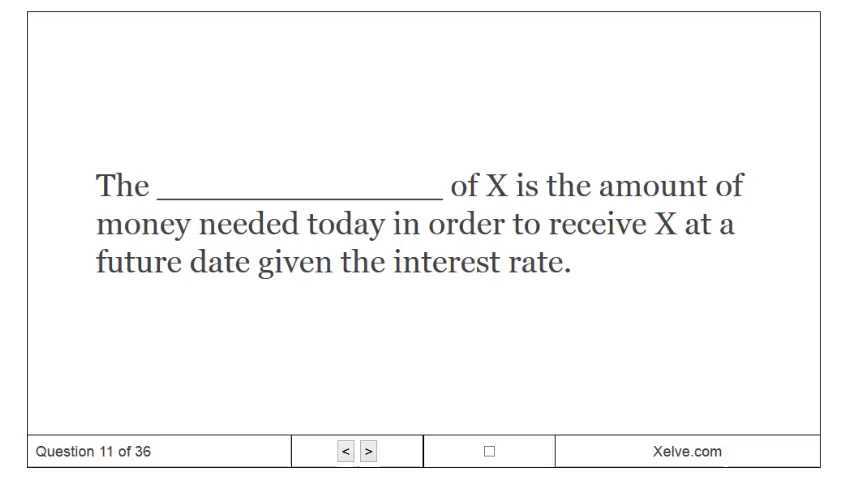 The ___________________ of X is the amount of
money needed today in order to receive X at a
future date given the interest rate.
Question 11 of 36
< >
Xelve.com